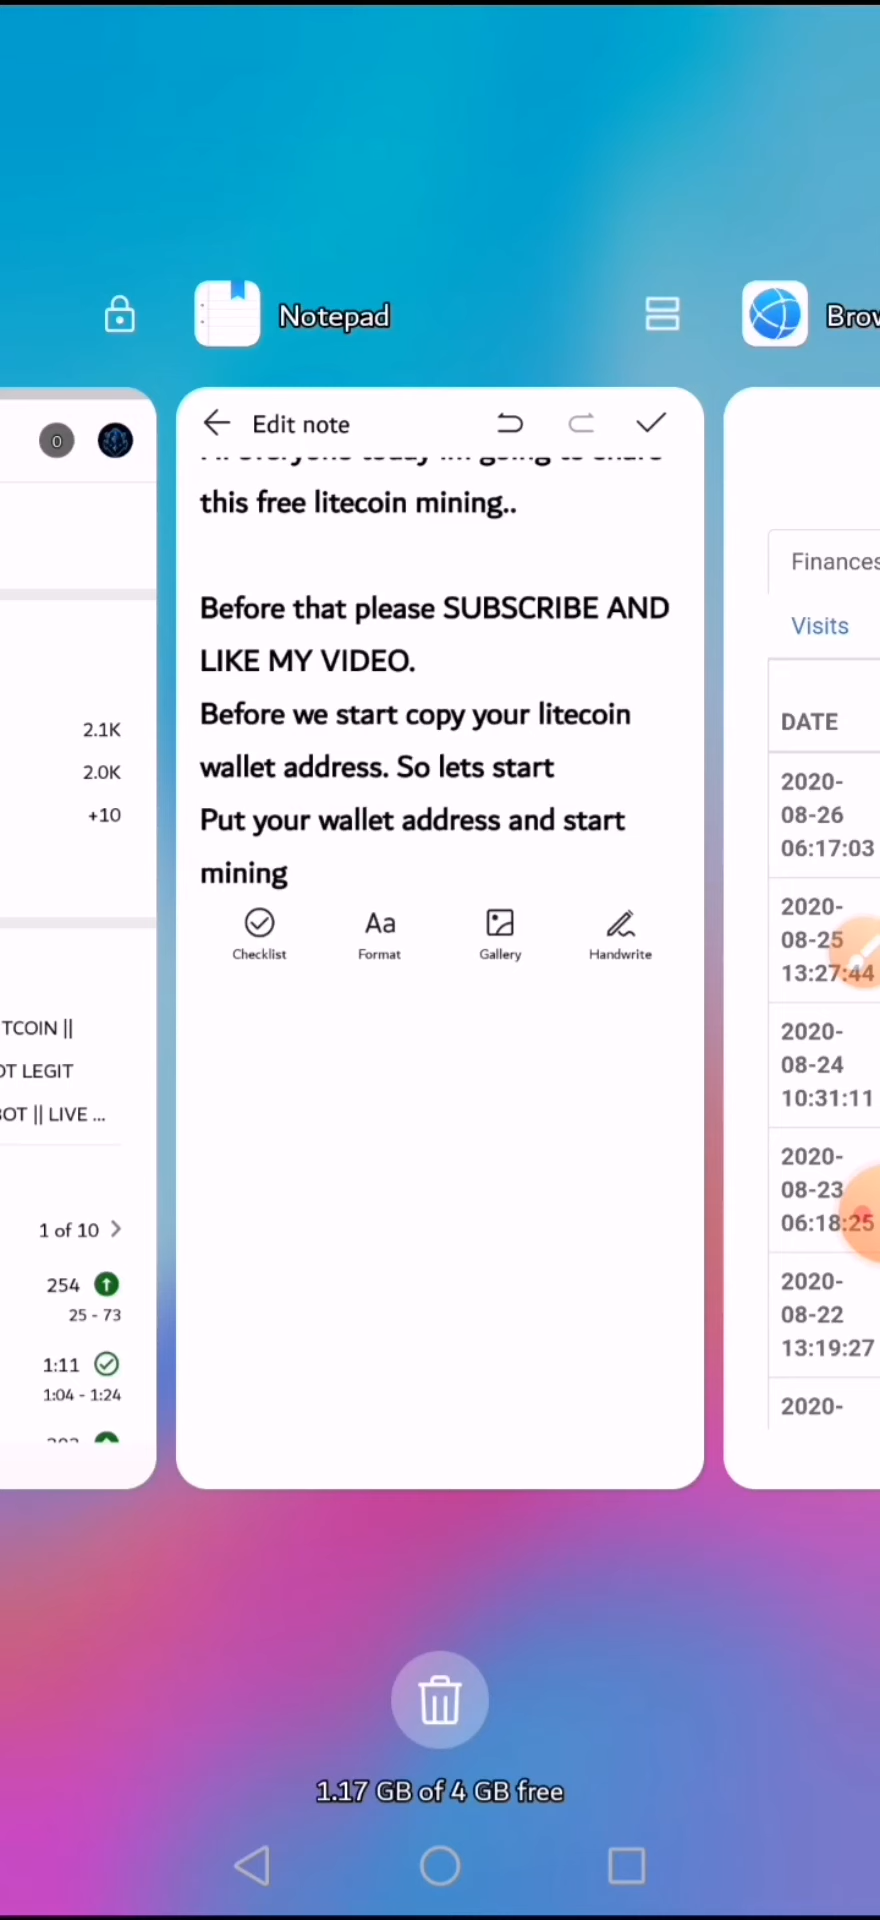 Notepad
Brow
0
2.1K
2.0K
+10
TCOIN ||
OT LEGIT
BOT || LIVE ...
1 of 10
254
25 - 73
1:11
1:04 - 1:24
Edit note
this free litecoin mining..
Before that please SUBSCRIBE AND
LIKE MY VIDEO.
Before we start copy your litecoin
wallet address. So lets start
Put your wallet address and start
mining
Checklist
Format
Gallery
Handwrite
Finances
Visits
DATE
2020-
08-26
06:17:03
2020-
08-25
13:27:44
2020-
08-24
10:31:11
2020-
08-23
06:18:25
2020-
08-22
13:19:27
2020-
1.17 GB of 4 GB free